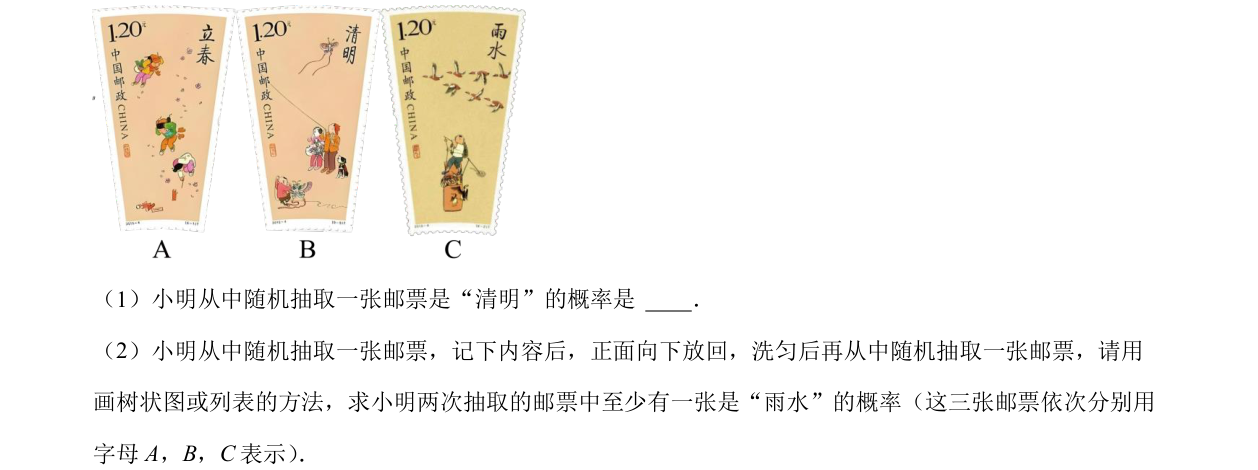 1.20元 立春 中国邮政 CHINA
1.20元 清明 中国邮政 CHINA
1.20元 雨水 中国邮政 CHINA
A B C
（1）小明从中随机抽取一张邮票是“清明”的概率是 ____．
（2）小明从中随机抽取一张邮票，记下内容后，正面向下放回，洗匀后再从中随机抽取一张邮票，请用
画树状图或列表的方法，求小明两次抽取的邮票中至少有一张是“雨水”的概率（这三张邮票依次分别用
字母 A，B，C 表示）．